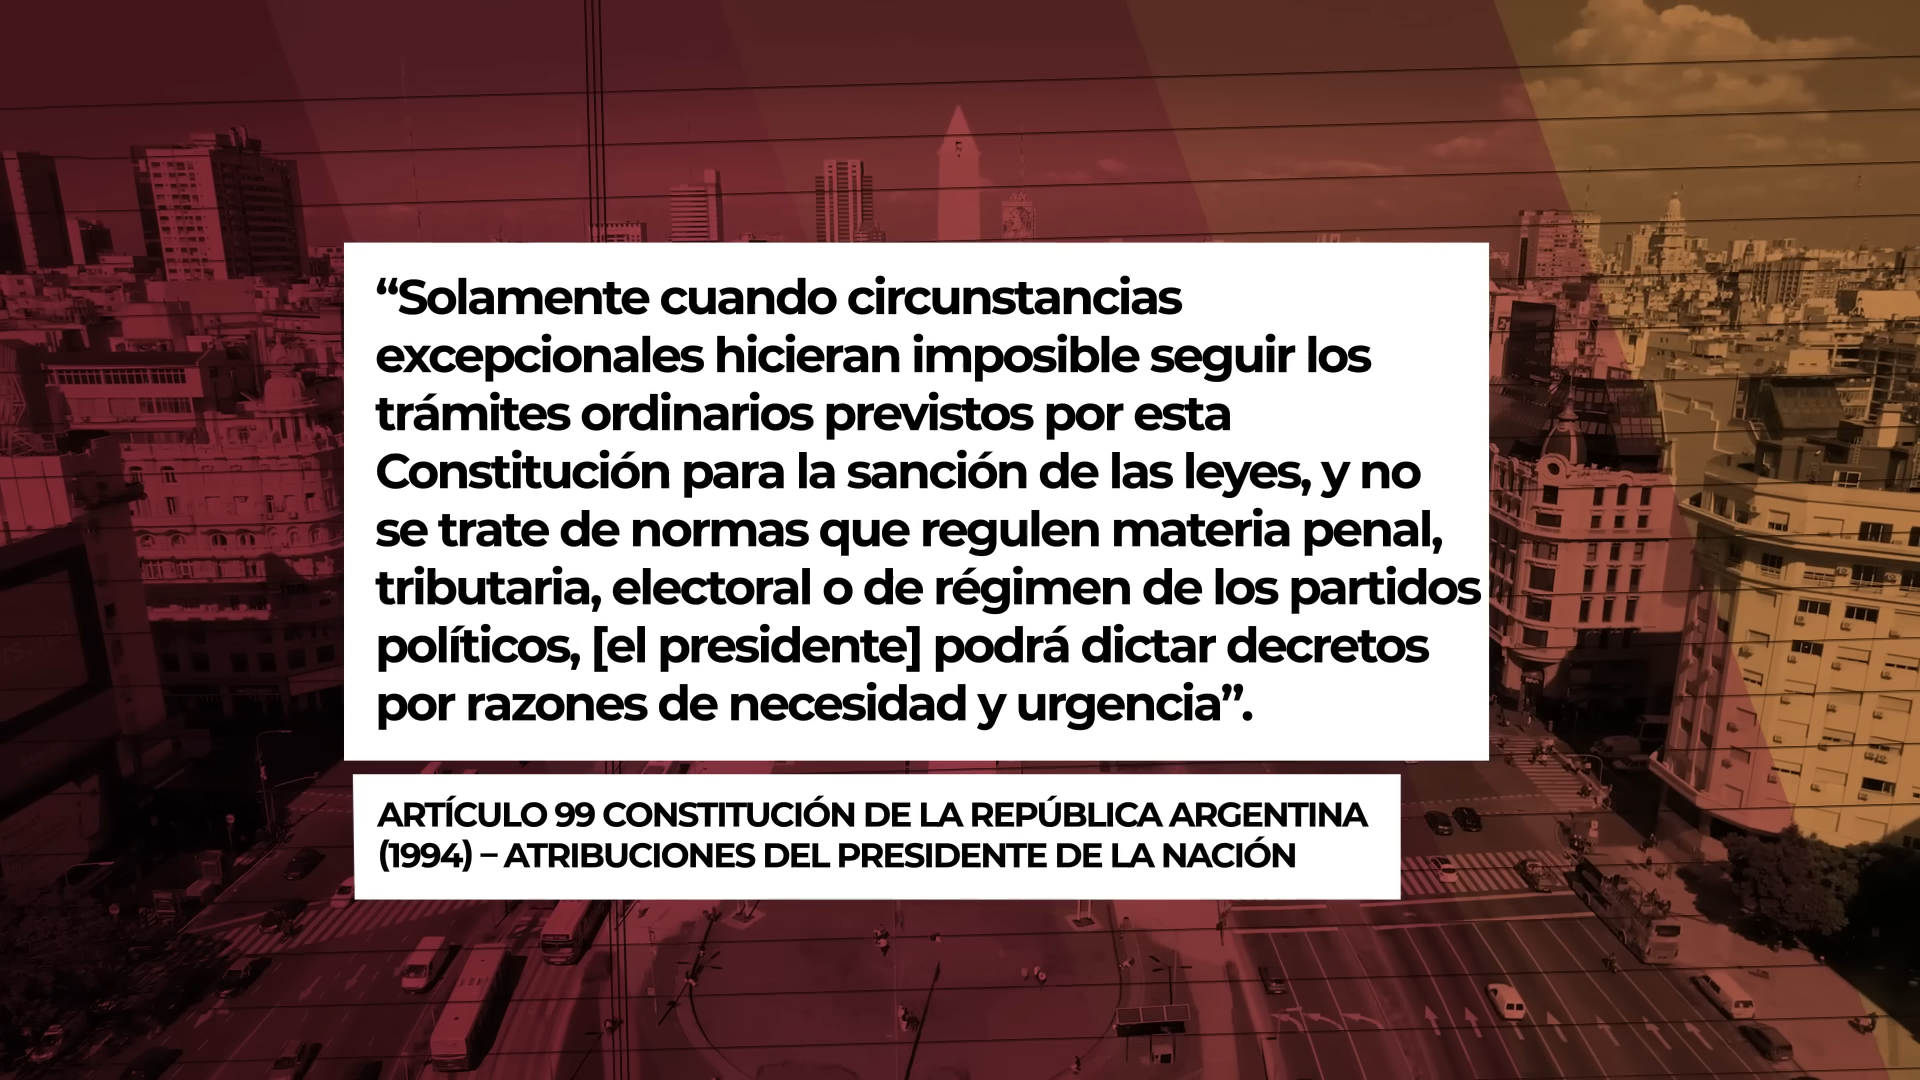 “Solamente cuando circunstancias
excepcionales hicieran imposible seguir los
trámites ordinarios previstos por esta
Constitución para la sanción de las leyes, y no
se trate de normas que regulen materia penal,
tributaria, electoral o de régimen de los partidos
políticos, [el presidente] podrá dictar decretos
por razones de necesidad y urgencia”.
ARTÍCULO 99 CONSTITUCIÓN DE LA REPÚBLICA ARGENTINA
(1994) – ATRIBUCIONES DEL PRESIDENTE DE LA NACIÓN